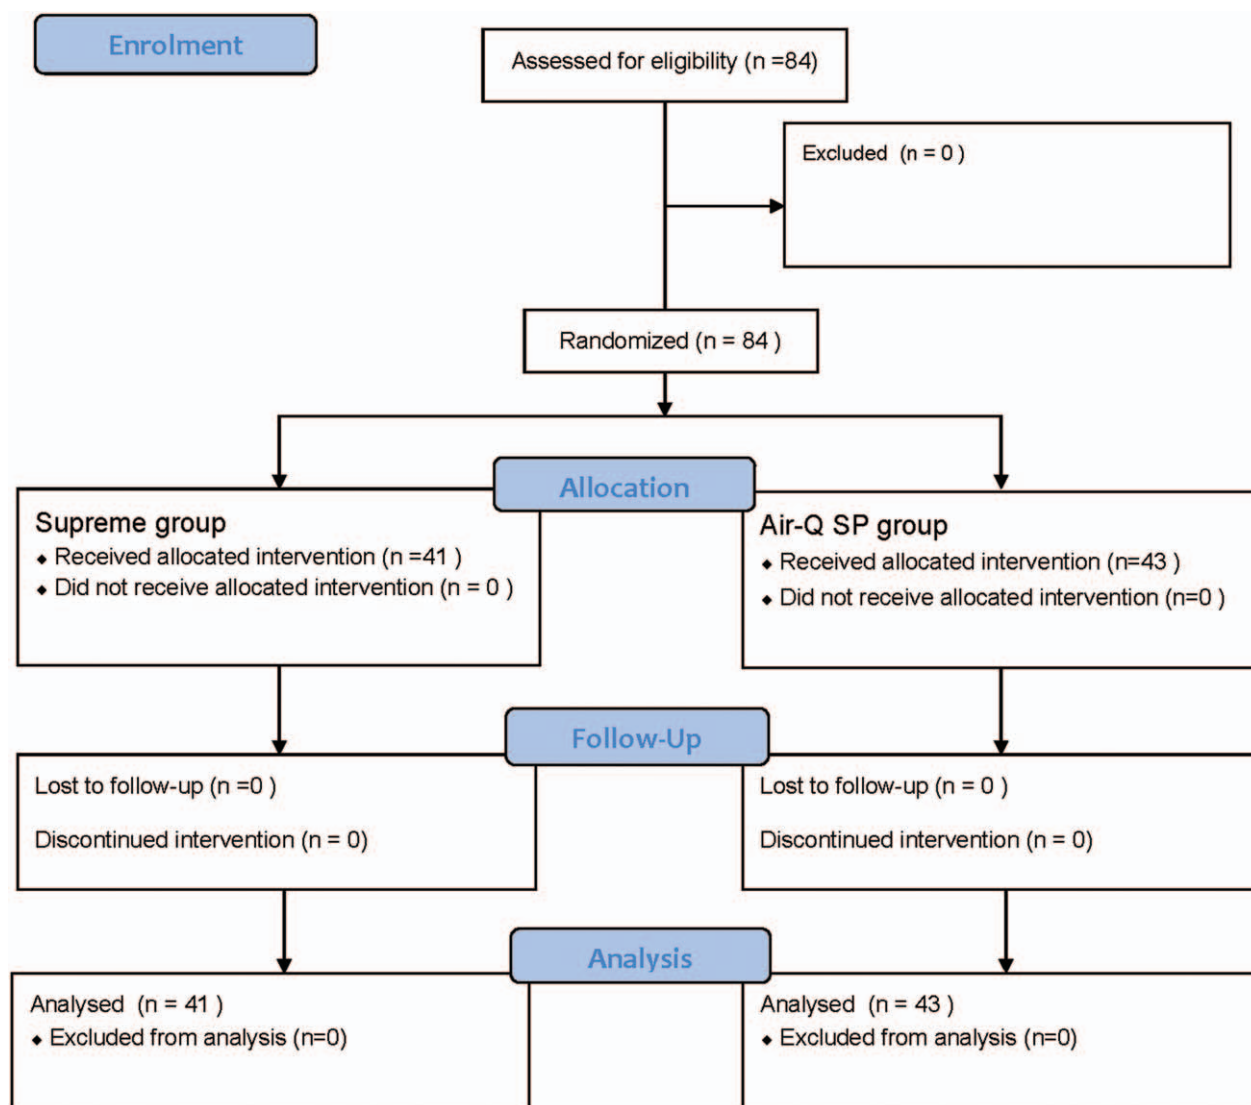 Enrolment
Assessed for eligibility (n =84)
Excluded (n = 0 )
Randomized (n = 84 )
Allocation
Supreme group
◆ Received allocated intervention (n =41 )
◆ Did not receive allocated intervention (n = 0 )
Air-Q SP group
◆ Received allocated intervention (n=43 )
◆ Did not receive allocated intervention (n=0 )
Follow-Up
Lost to follow-up (n =0 )
Discontinued intervention (n = 0)
Lost to follow-up (n = 0 )
Discontinued intervention (n = 0)
Analysis
Analysed (n = 41 )
◆ Excluded from analysis (n=0)
Analysed (n = 43 )
◆ Excluded from analysis (n=0)